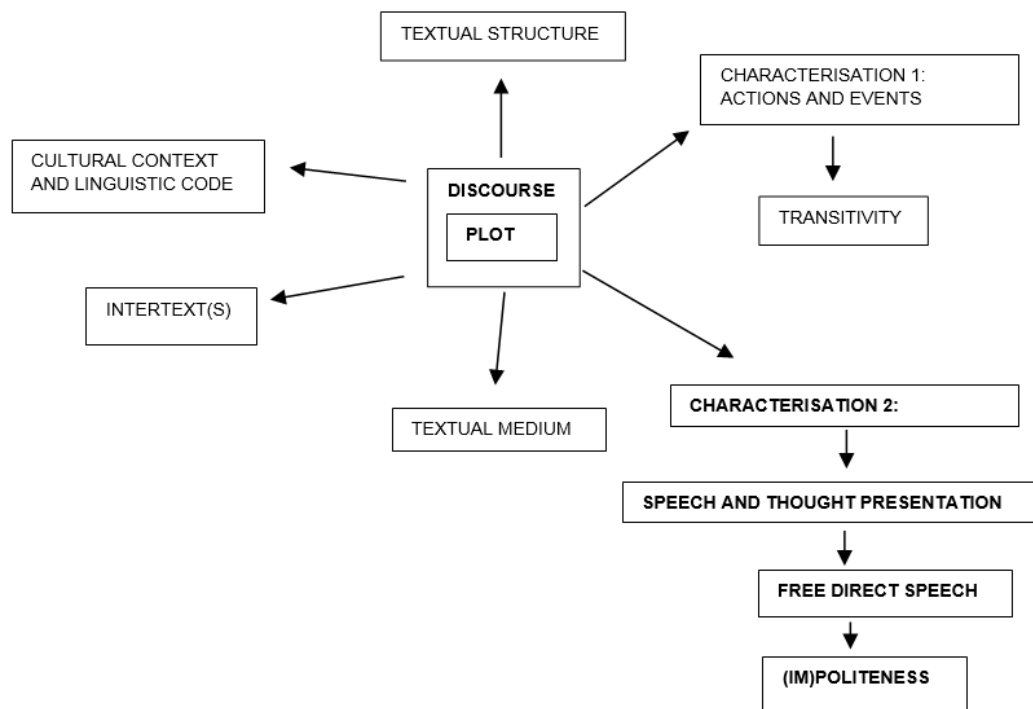 TEXTUAL STRUCTURE
CHARACTERISATION 1:
ACTIONS AND EVENTS
CULTURAL CONTEXT
AND LINGUISTIC CODE
DISCOURSE
PLOT
TRANSITIVITY
INTERTEXT(S)
TEXTUAL MEDIUM
CHARACTERISATION 2:
SPEECH AND THOUGHT PRESENTATION
FREE DIRECT SPEECH
(IM)POLITENESS